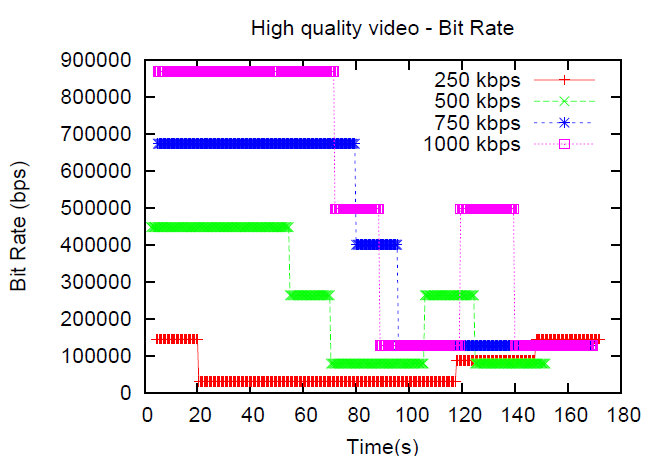 High quality video - Bit Rate
900000
800000
700000
600000
500000
400000
300000
200000
100000
0
Bit Rate (bps)
250 kbps
500 kbps
750 kbps
1000 kbps
0 20 40 60 80 100 120 140 160 180
Time(s)